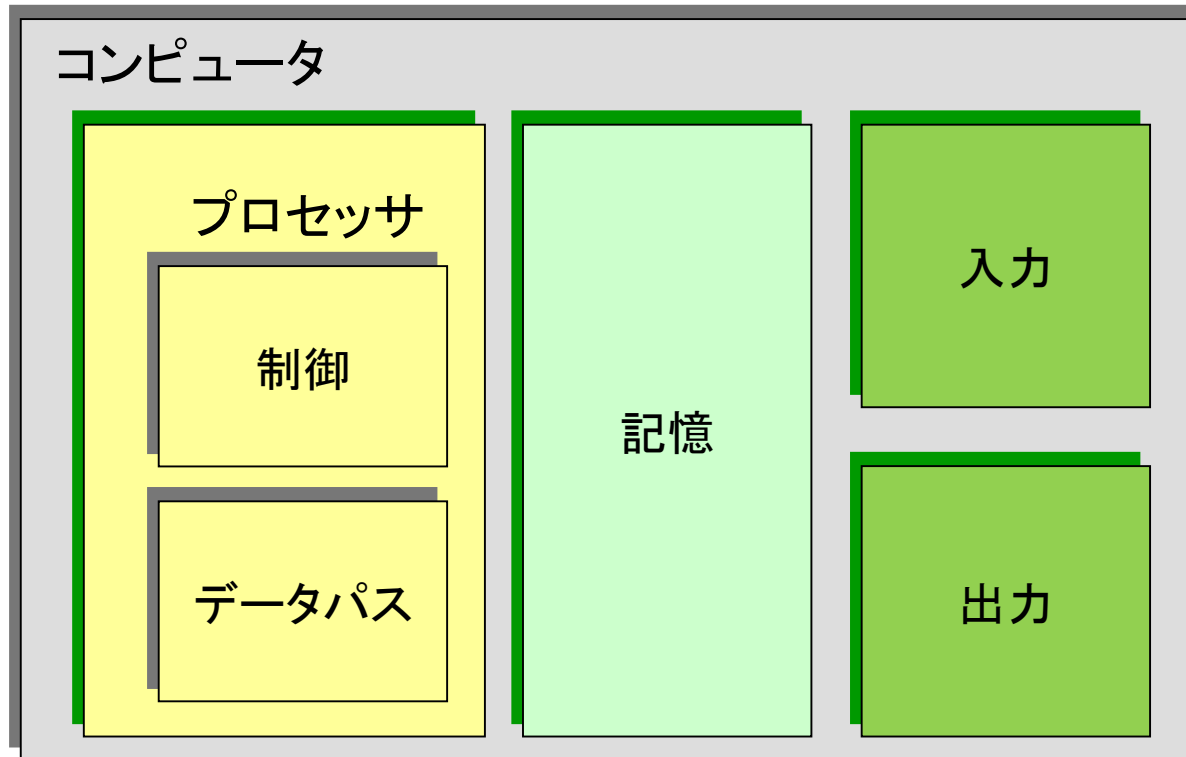 コンピュータ
プロセッサ
制御
データパス
記憶
入力
出力